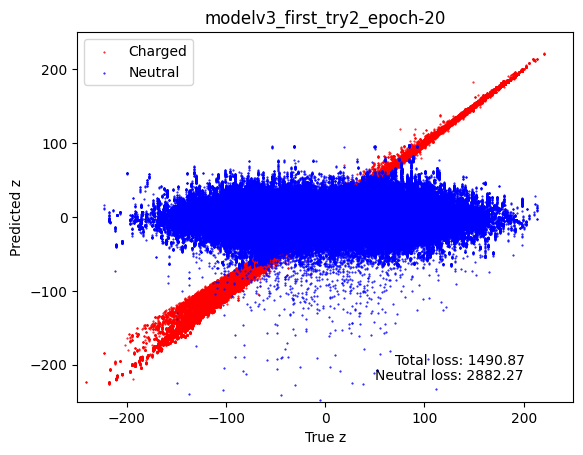 modelv3_first_try2_epoch-20
Charged
Neutral
Predicted z
200
100
0
−100
−200
Total loss: 1490.87
Neutral loss: 2882.27
−200
−100
0
100
200
True z